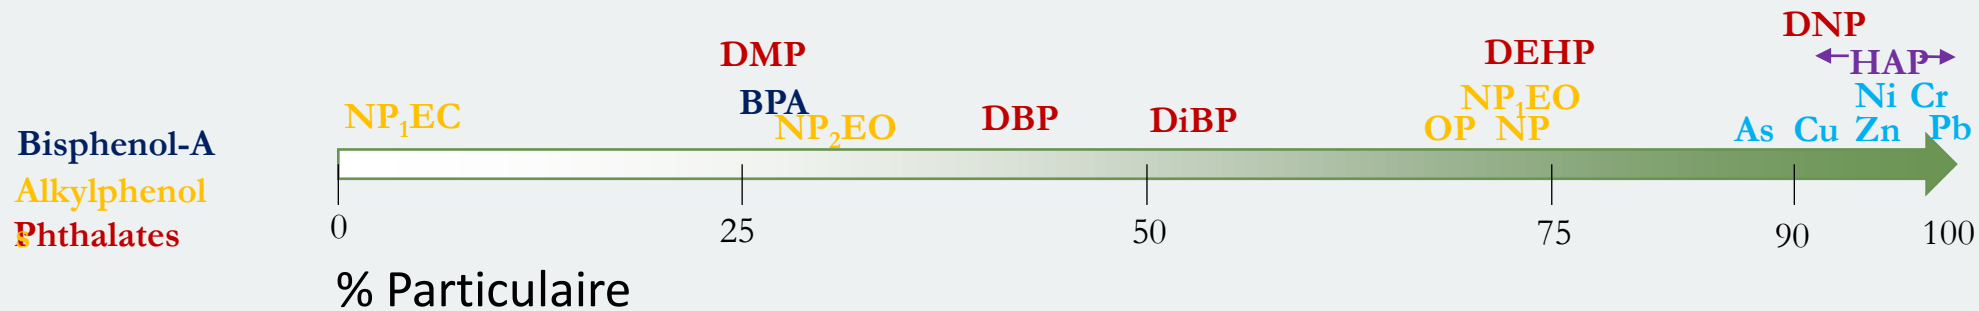 DNP
DMP DEHP
HAP
BPA NP₁EO Ni Cr
NP₁EC NP₂EO DBP DiBP OP NP As Cu Zn Pb
Bisphenol-A
Alkylphenol
s
Phthalates
0 25 50 75 90 100
% Particulaire